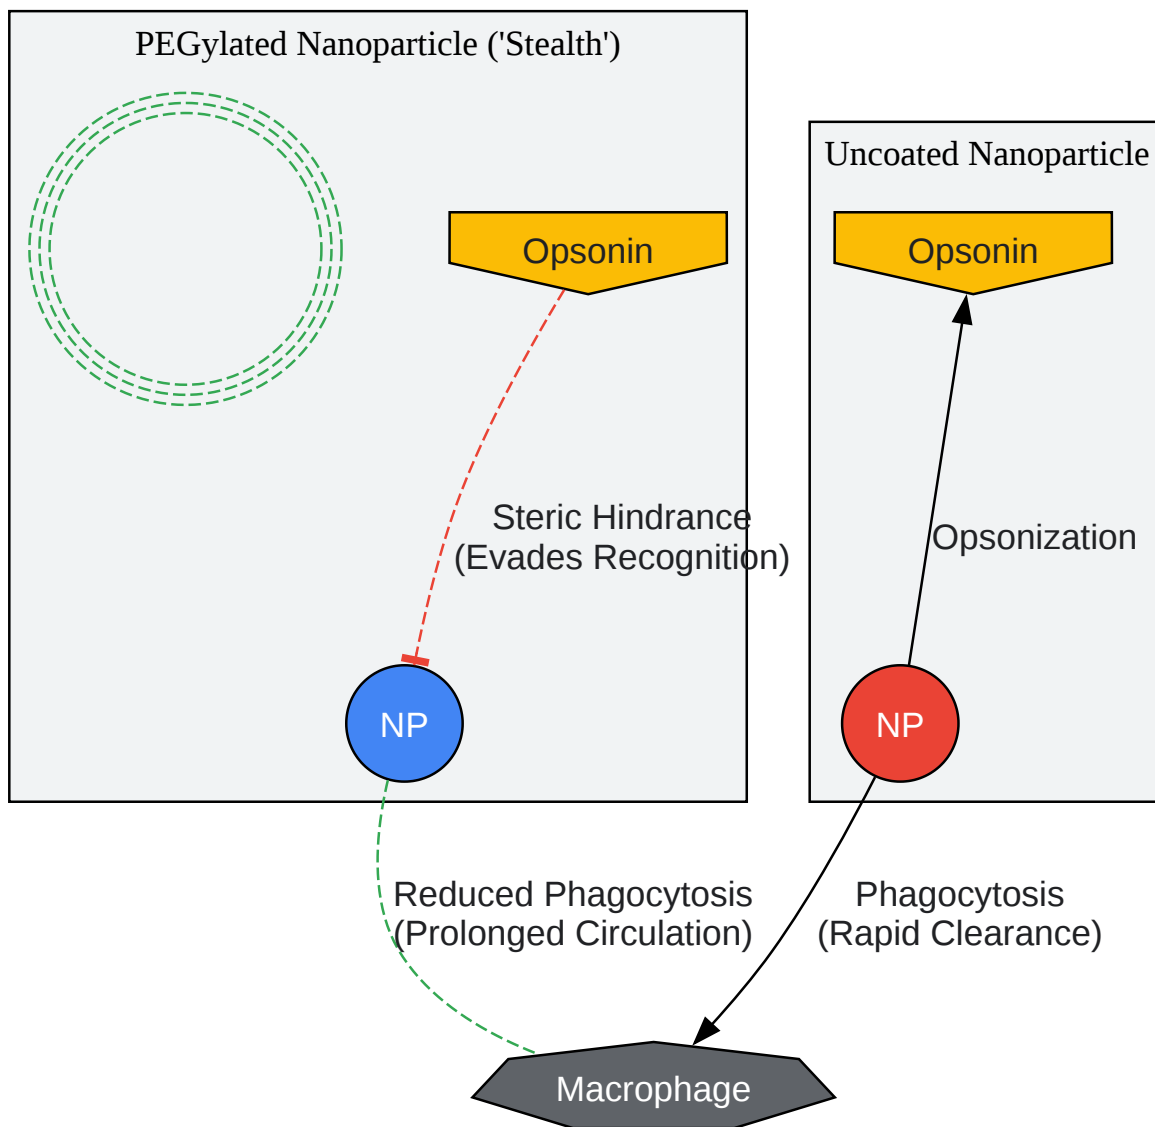 PEGylated Nanoparticle ('Stealth')
Uncoated Nanoparticle
Opsonin
Opsonin
Steric Hindrance
(Evades Recognition)
Opsonization
NP
NP
Reduced Phagocytosis
(Prolonged Circulation)
Phagocytosis
(Rapid Clearance)
Macrophage